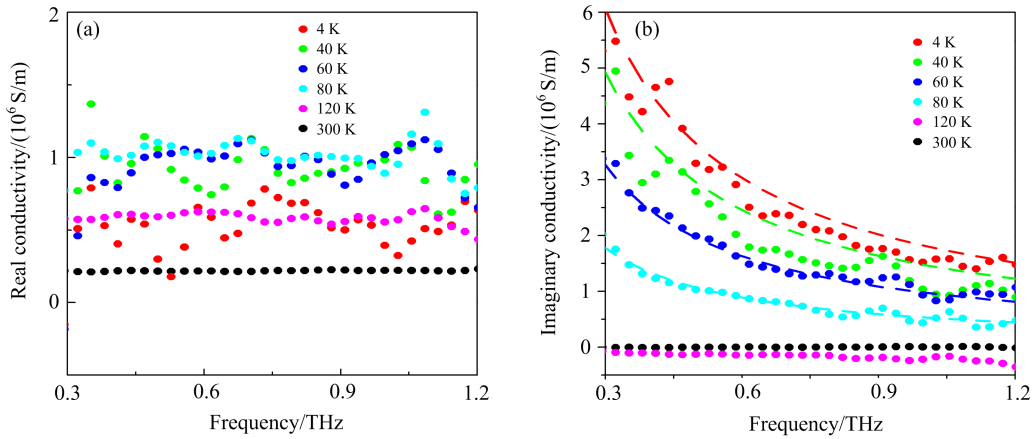 (a)
4 K
40 K
60 K
80 K
120 K
300 K
2
1
0
0.3 0.6 0.9 1.2
Frequency/THz
Real conductivity/(10⁶ S/m)
(b)
4 K
40 K
60 K
80 K
120 K
300 K
6
5
4
3
2
1
0
0.3 0.6 0.9 1.2
Frequency/THz
Imaginary conductivity/(10⁶ S/m)